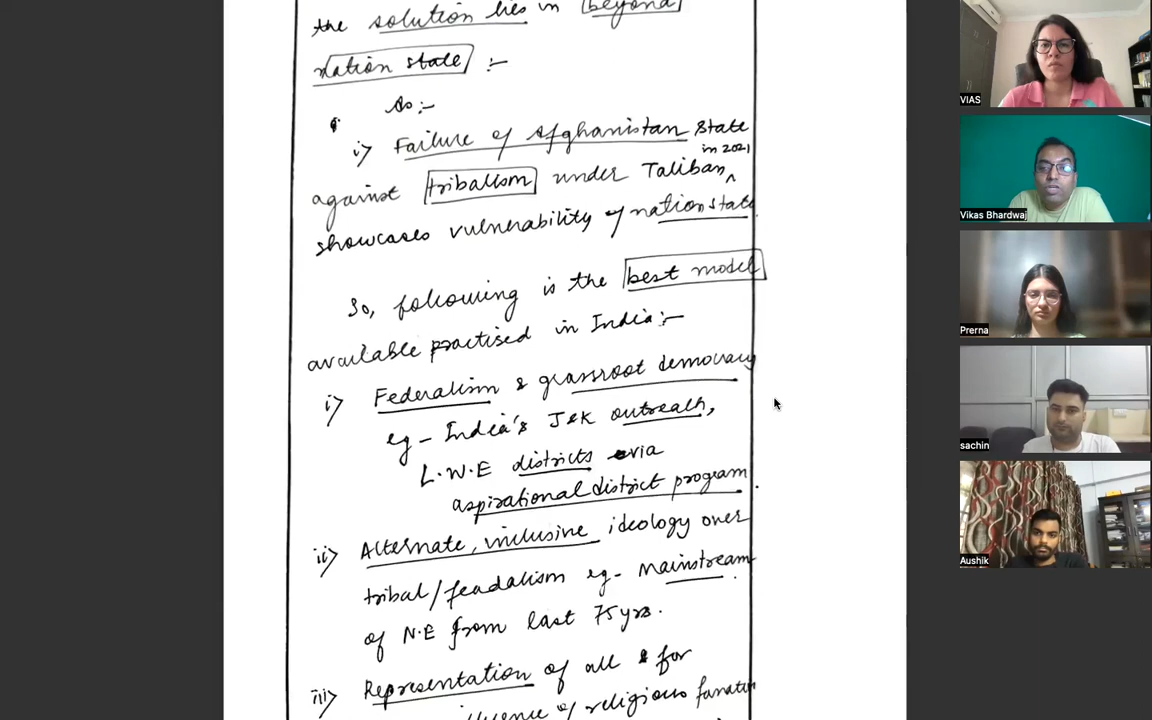 the solution lies in beyond
nation state :-
As :-
i) Failure of Afghanistan state
in 2021
against tribalism under Taliban ^
showcases vulnerability of nation state.
So, following is the best model
available practised in India :-
i) Federalism & grassroot democracy
eg - India's J&K outreach,
L.W.E districts via
aspirational district program.
ii) Alternate, inclusive ideology over
tribal/feudalism eg - Mainstream
of N.E from last 75 yrs.
iii) Representation of all & for
of religious
VIAS
Vikas Bhardwaj
Prerna
sachin
Aushik